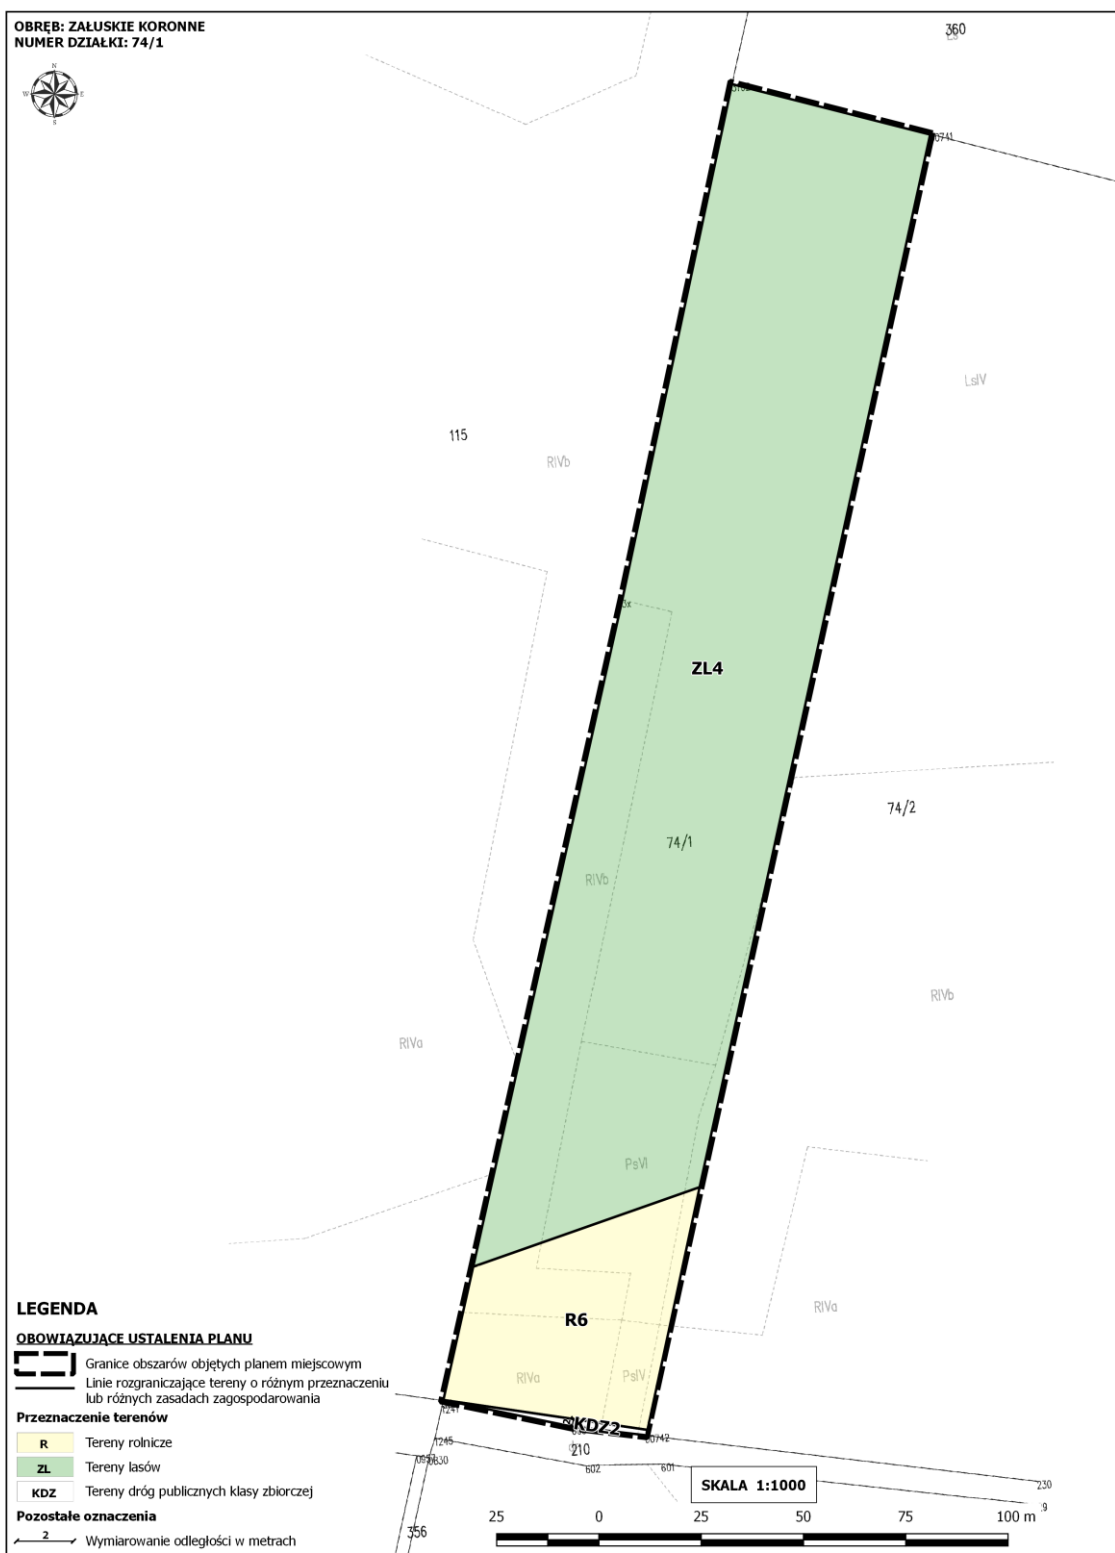 OBRĘB: ZAŁUSKIE KORONNE
NUMER DZIAŁKI: 74/1
N
W E
S
360
0741
LsIV
115
RIVb
3x
ZL4
74/2
74/1
RIVb
RIVb
RIVa
PsVI
RIVa
R6
RIVa
PsIV
KDZ2
1241
1245
210
602
601
230
356
LEGENDA
OBOWIĄZUJĄCE USTALENIA PLANU
Granice obszarów objętych planem miejscowym
Linie rozgraniczające tereny o różnym przeznaczeniu
lub różnych zasadach zagospodarowania
Przeznaczenie terenów
R Tereny rolnicze
ZL Tereny lasów
KDZ Tereny dróg publicznych klasy zbiorczej
Pozostałe oznaczenia
2 Wymiarowanie odległości w metrach
SKALA 1:1000
25 0 25 50 75 100 m